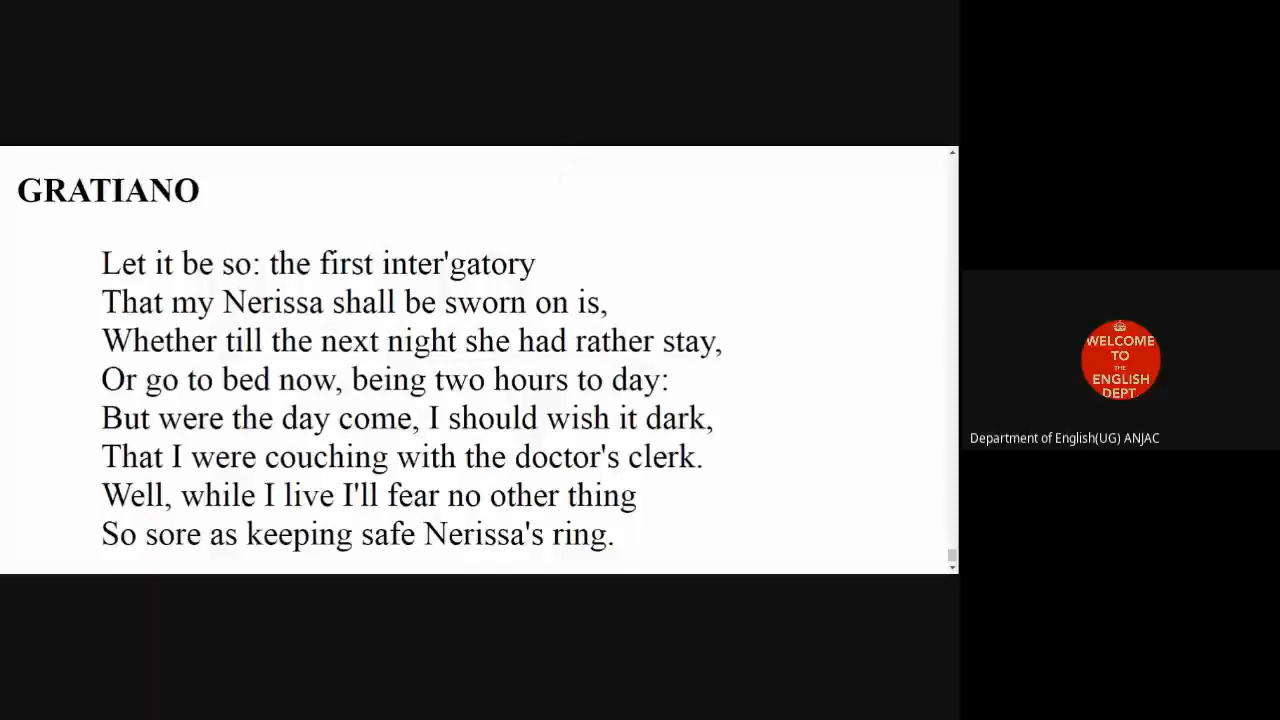 GRATIANO
Let it be so: the first inter'gatory
That my Nerissa shall be sworn on is,
Whether till the next night she had rather stay,
Or go to bed now, being two hours to day:
But were the day come, I should wish it dark,
That I were couching with the doctor's clerk.
Well, while I live I'll fear no other thing
So sore as keeping safe Nerissa's ring.
WELCOME
TO
THE
ENGLISH
DEPT
Department of English(UG) ANJAC